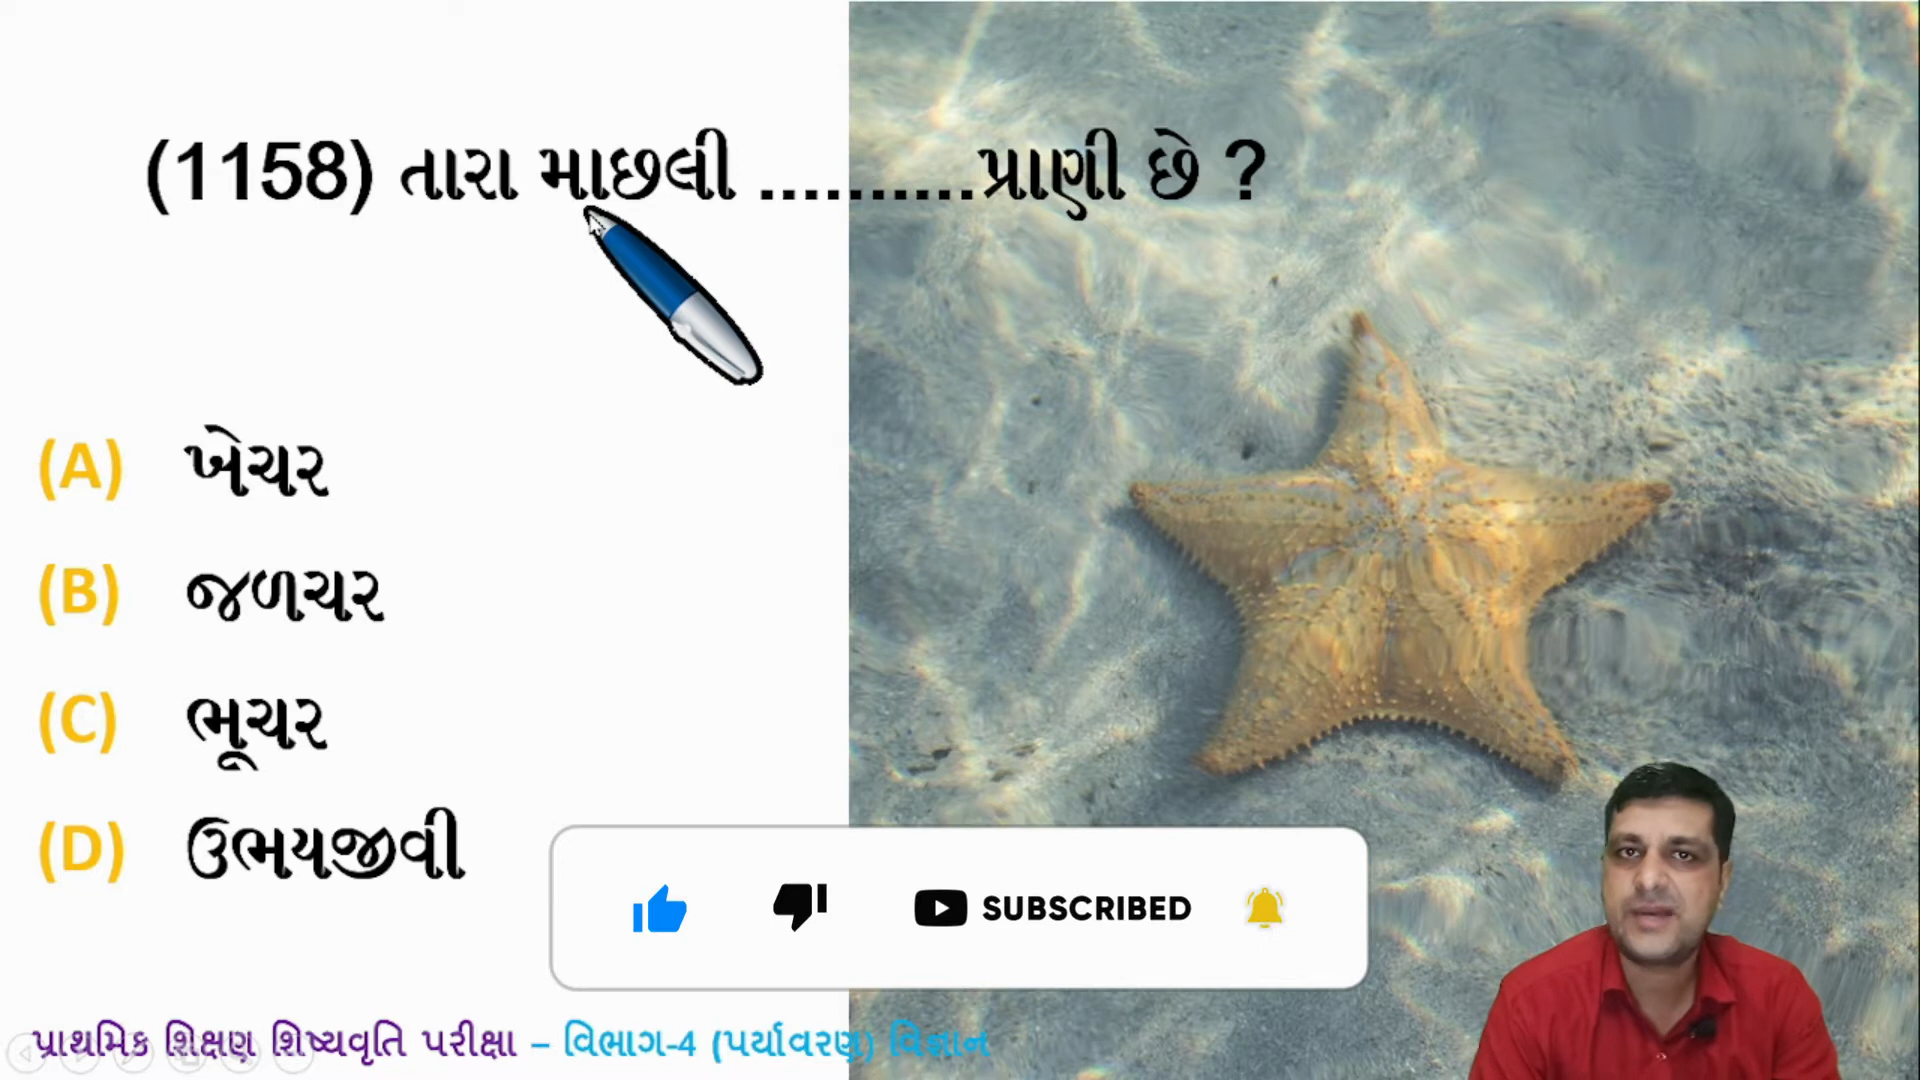 (1158) તારા માછલી ..........પ્રાણી છે ?
(A) ખેચર
(B) જળચર
(C) ભૂચર
(D) ઉભયજીવી
SUBSCRIBED
પ્રાથમિક શિક્ષણ શિષ્યવૃતિ પરીક્ષા – વિભાગ-4 (પર્યાવરણ) વિજ્ઞાન